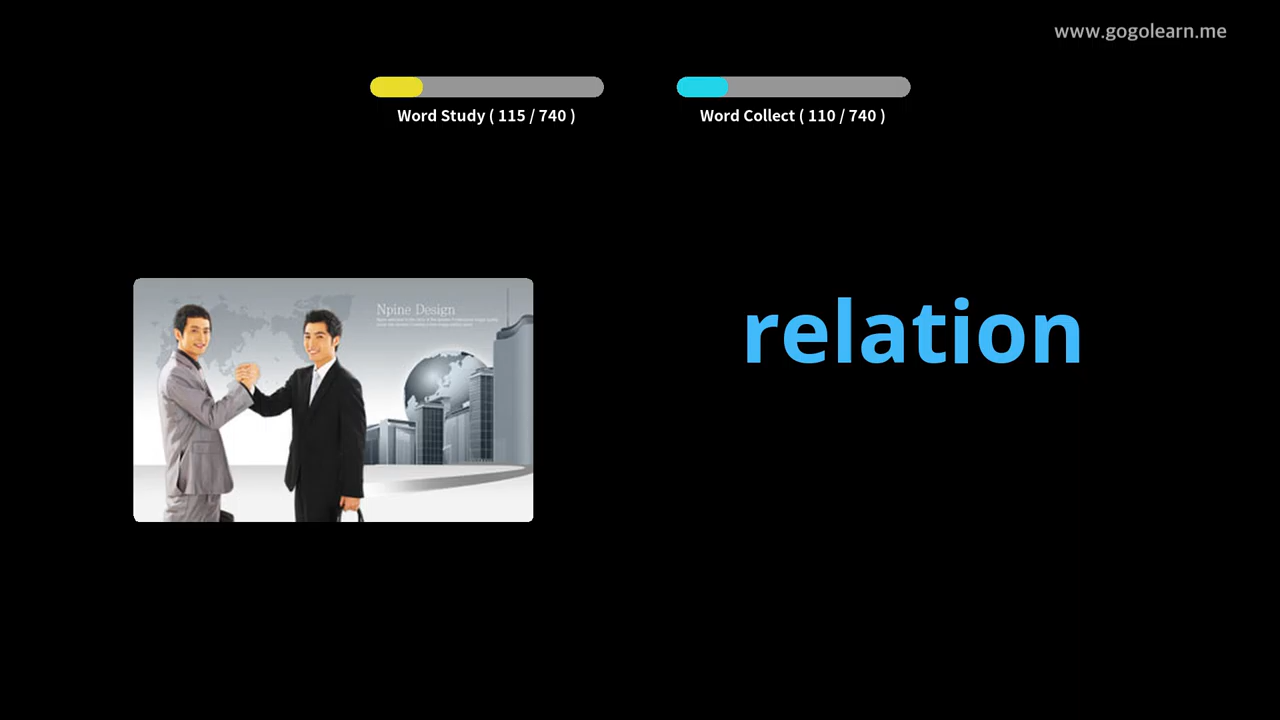 www.gogolearn.me
Word Study ( 115 / 740 )
Word Collect ( 110 / 740 )
Npine Design
relation